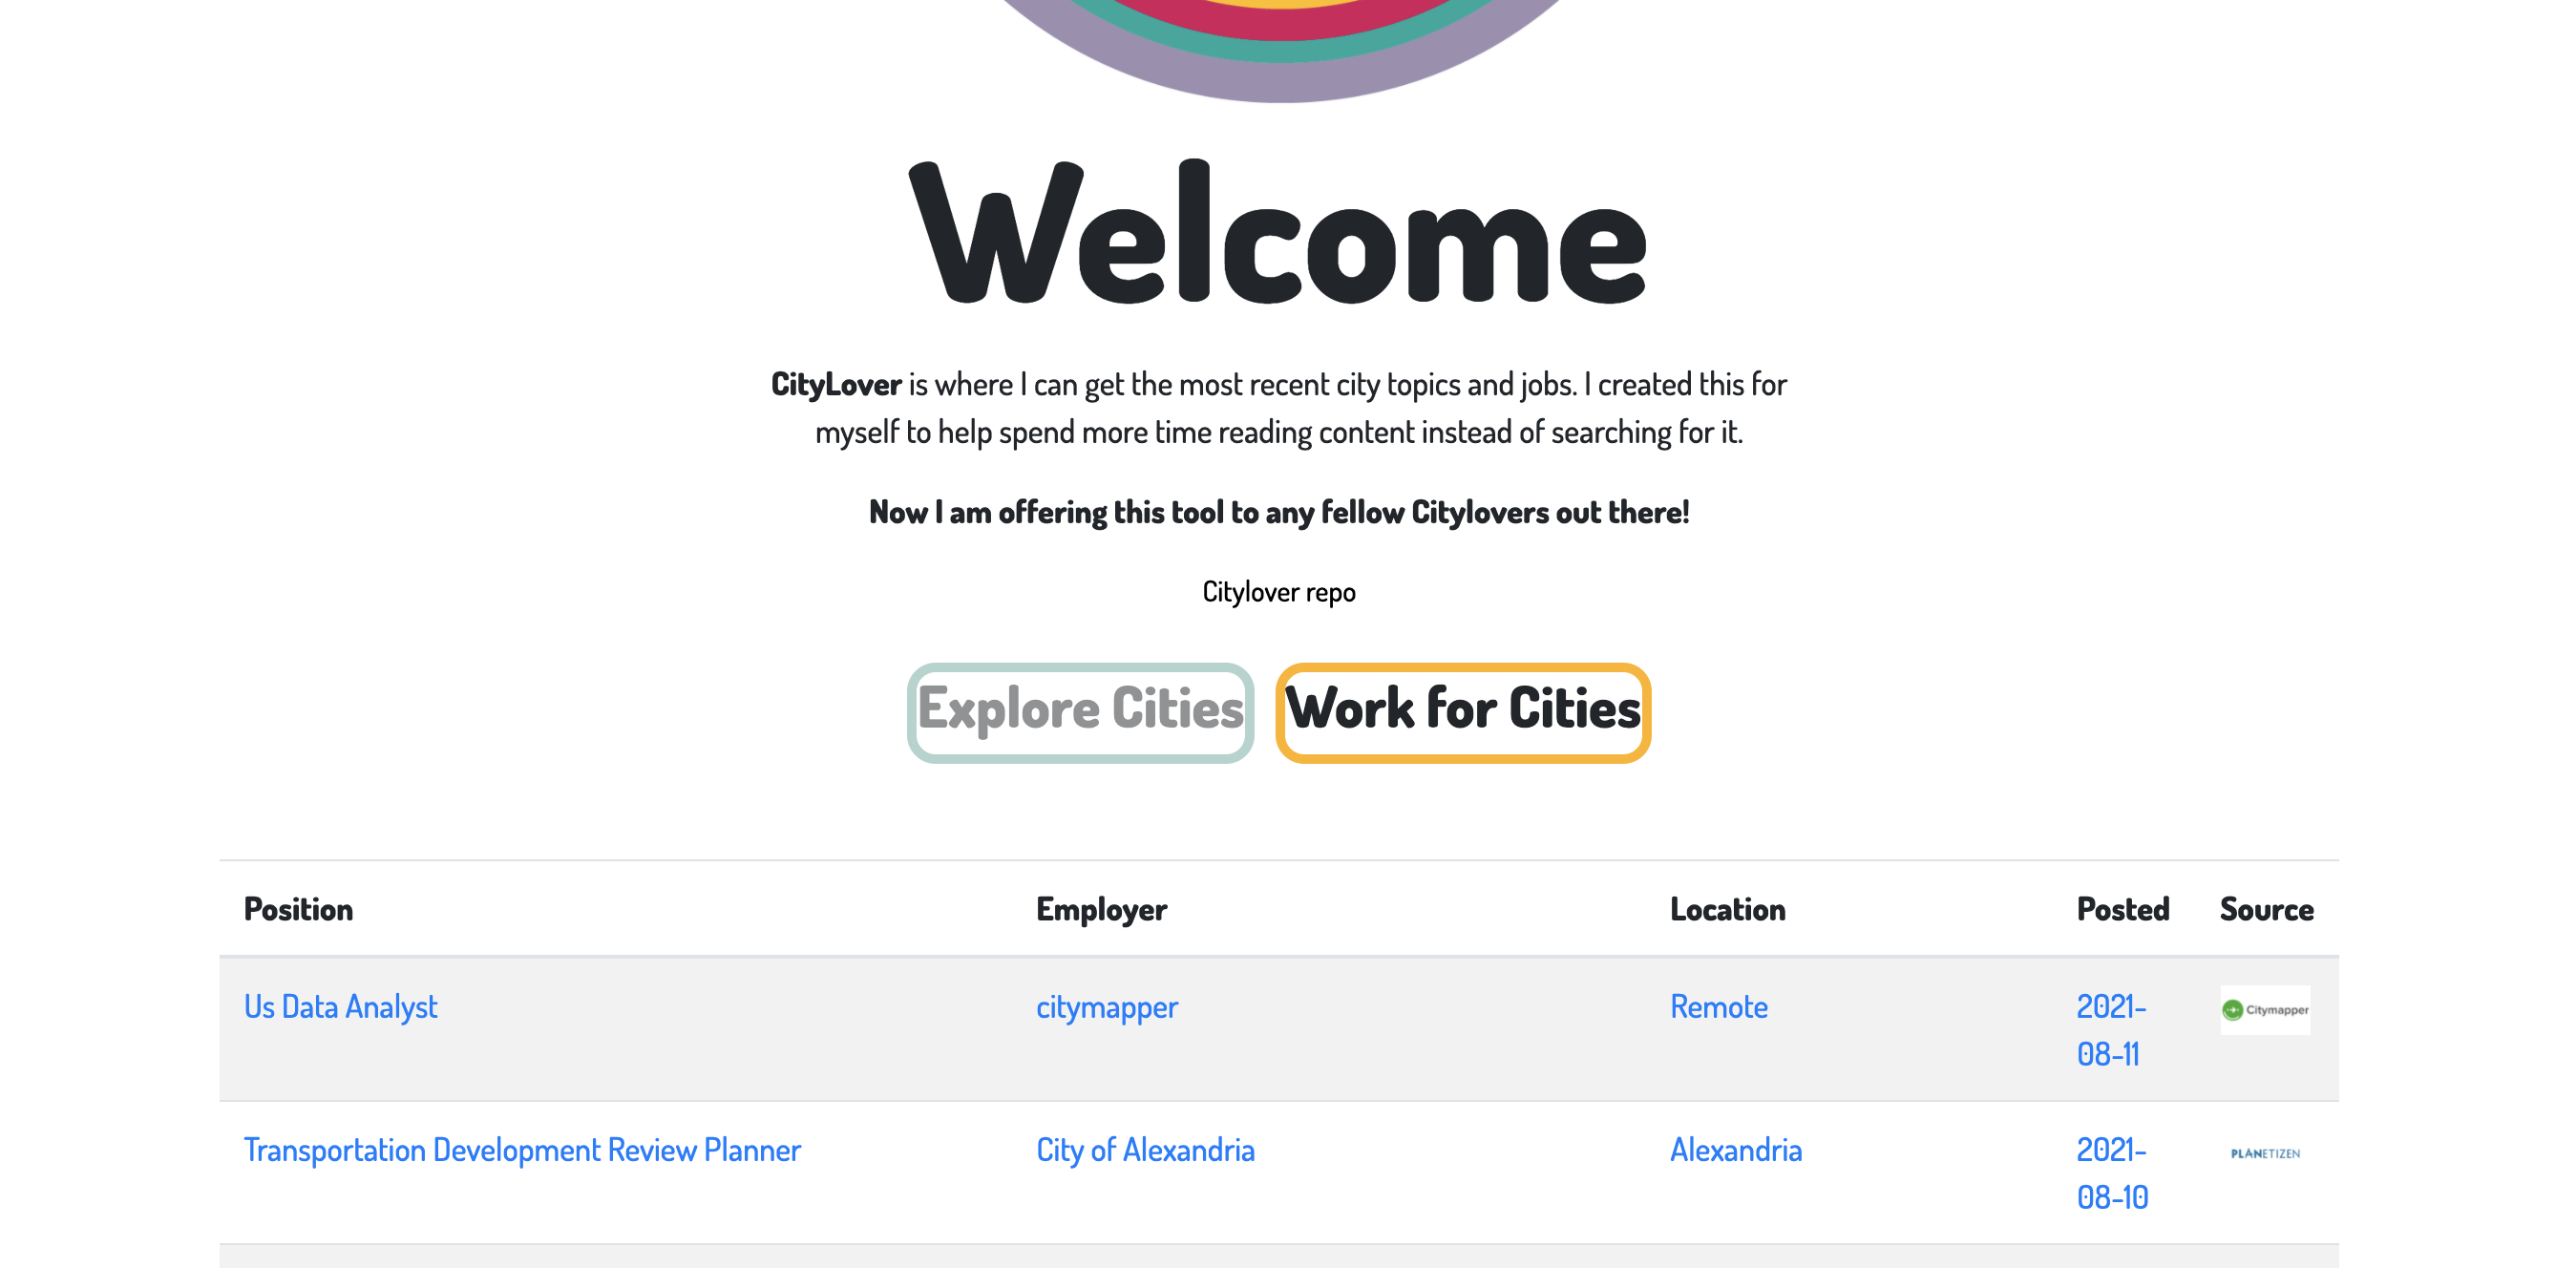 Welcome
CityLover is where I can get the most recent city topics and jobs. I created this for
myself to help spend more time reading content instead of searching for it.
Now I am offering this tool to any fellow Citylovers out there!
Citylover repo
Explore Cities Work for Cities
Position Employer Location Posted Source
Us Data Analyst citymapper Remote 2021- Citymapper
08-11
Transportation Development Review Planner City of Alexandria Alexandria 2021- PLANETIZEN
08-10